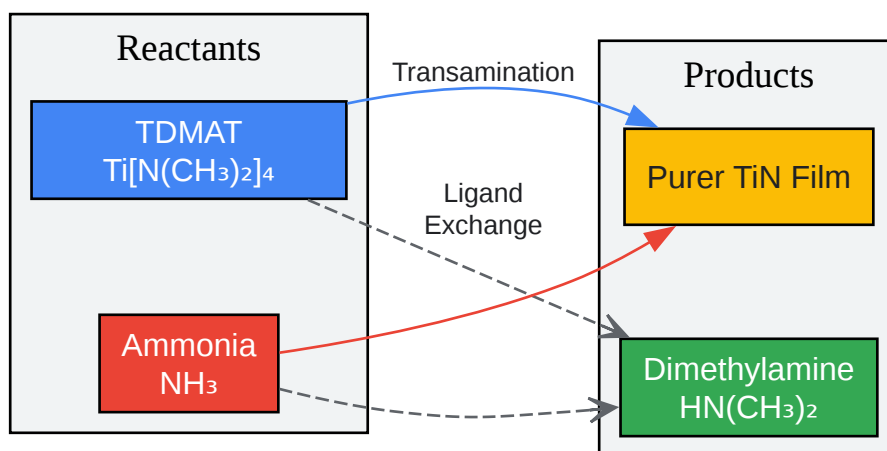 Reactants
TDMAT
Ti[N(CH₃)₂]₄
Ammonia
NH₃
Transamination
Ligand
Exchange
Products
Purer TiN Film
Dimethylamine
HN(CH₃)₂